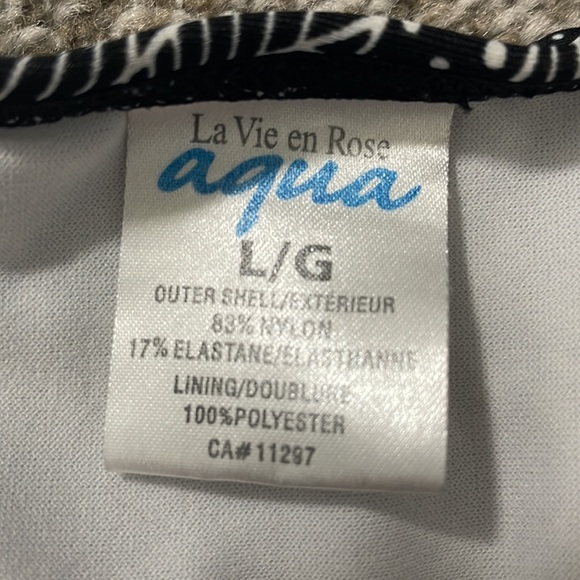 La Vie en Rose
aqua
L/G
OUTER SHELL/EXTÉRIEUR
83% NYLON
17% ELASTANE/ELASTHANNE
LINING/DOUBLURE
100%POLYESTER
CA#11297